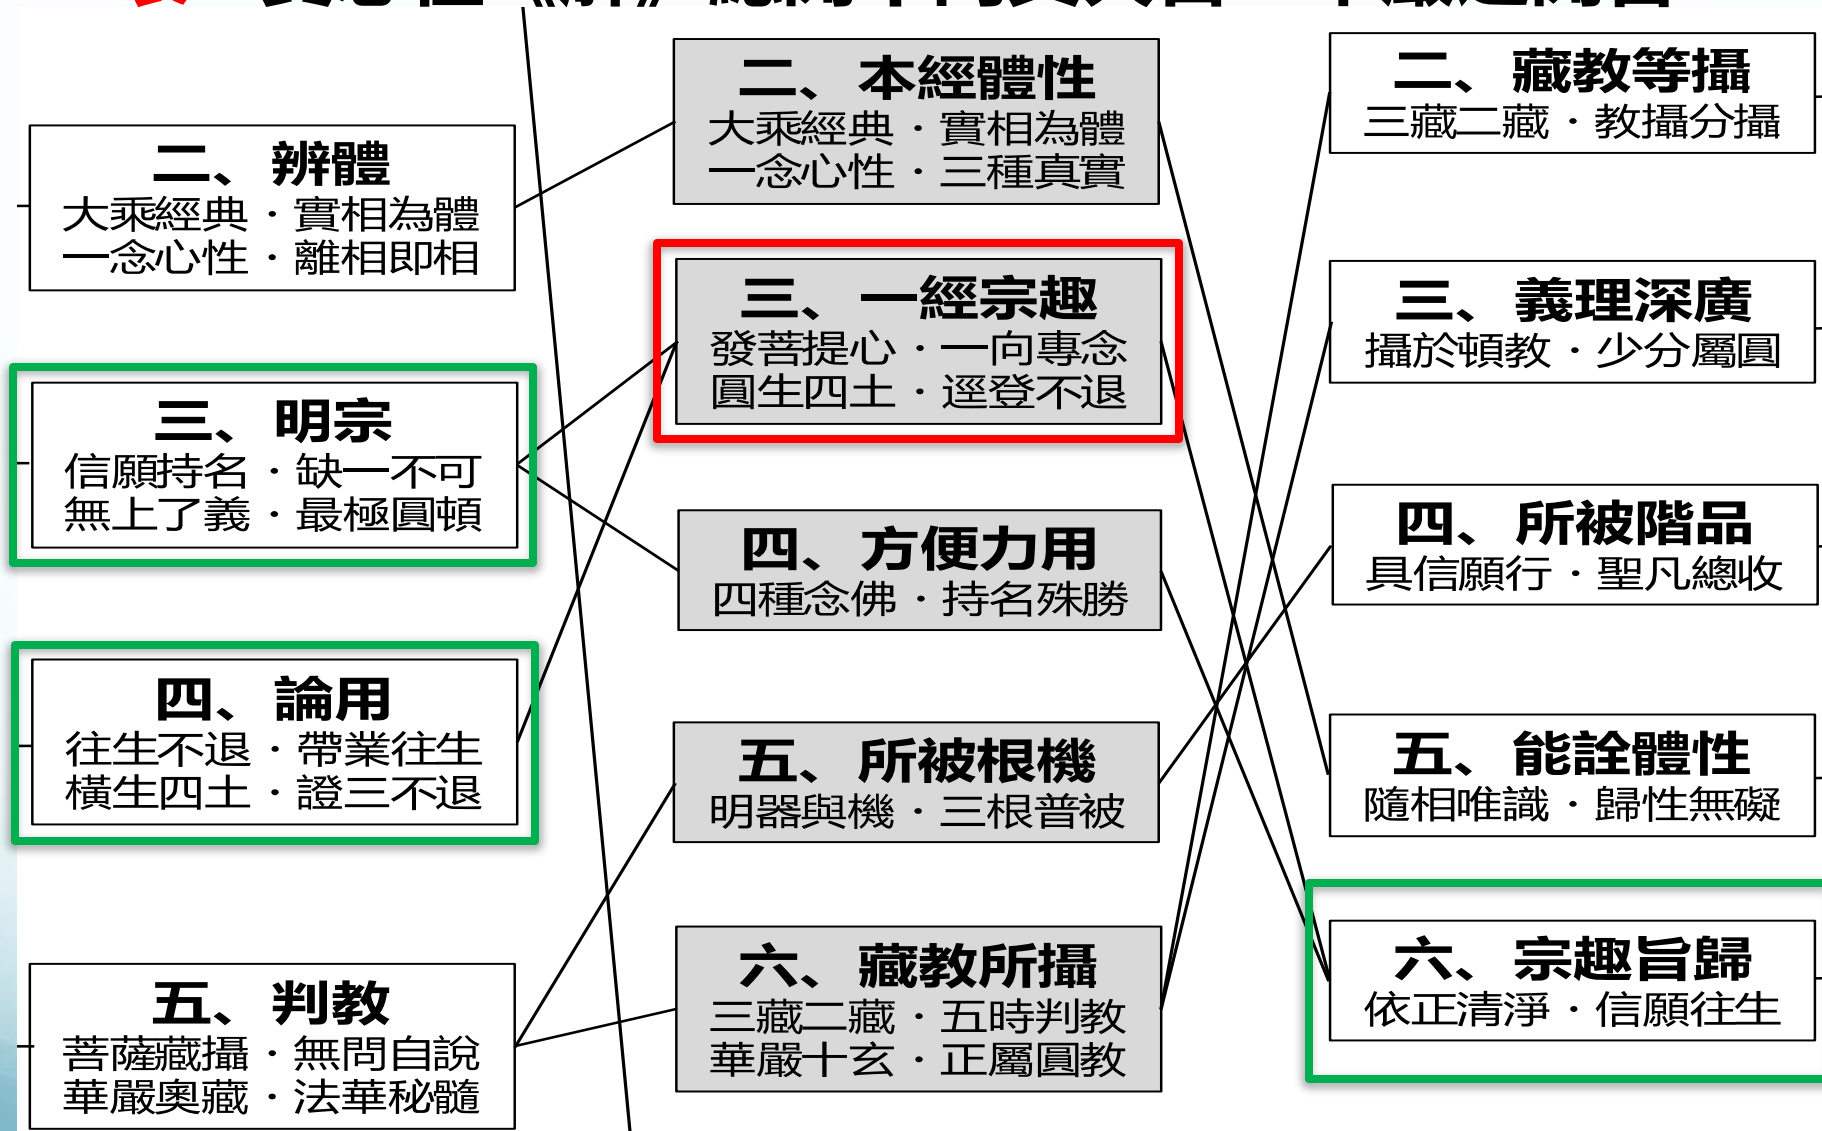 二、辨體
大乘經典．實相為體
一念心性．離相即相
三、明宗
信願持名．缺一不可
無上了義．最極圓頓
四、論用
往生不退．帶業往生
橫生四土．證三不退
五、判教
菩薩藏攝．無問自說
華嚴奧藏．法華秘髓
二、本經體性
大乘經典．實相為體
一念心性．三種真實
三、一經宗趣
發菩提心．一向專念
圓生四土．逕登不退
四、方便力用
四種念佛．持名殊勝
五、所被根機
明器與機．三根普被
六、藏教所攝
三藏二藏．五時判教
華嚴十玄．正屬圓教
二、藏教等攝
三藏二藏．教攝分攝
三、義理深廣
攝於頓教．少分屬圓
四、所被階品
具信願行．聖凡總收
五、能詮體性
隨相唯識．歸性無礙
六、宗趣旨歸
依正清淨．信願往生